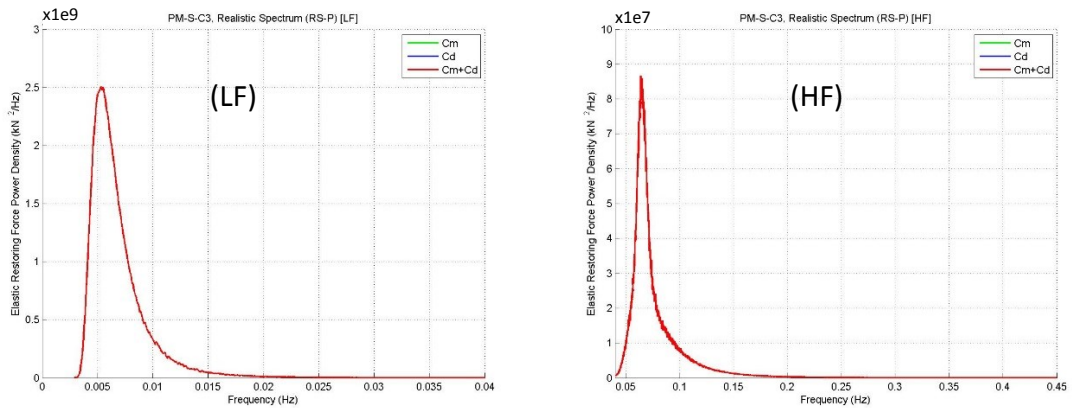 x1e9
PM-S-C3, Realistic Spectrum (RS-P) [LF]
3
2.5
2
1.5
1
0.5
0
Elastic Restoring Force Power Density (kN ^2/Hz)
Cm
Cd
Cm+Cd
(LF)
0 0.005 0.01 0.015 0.02 0.025 0.03 0.035 0.04
Frequency (Hz)
x1e7
PM-S-C3, Realistic Spectrum (RS-P) [HF]
10
9
8
7
6
5
4
3
2
1
0
Elastic Restoring Force Power Density (kN ^2/Hz)
Cm
Cd
Cm+Cd
(HF)
0.05 0.1 0.15 0.2 0.25 0.3 0.35 0.4 0.45
Frequency (Hz)